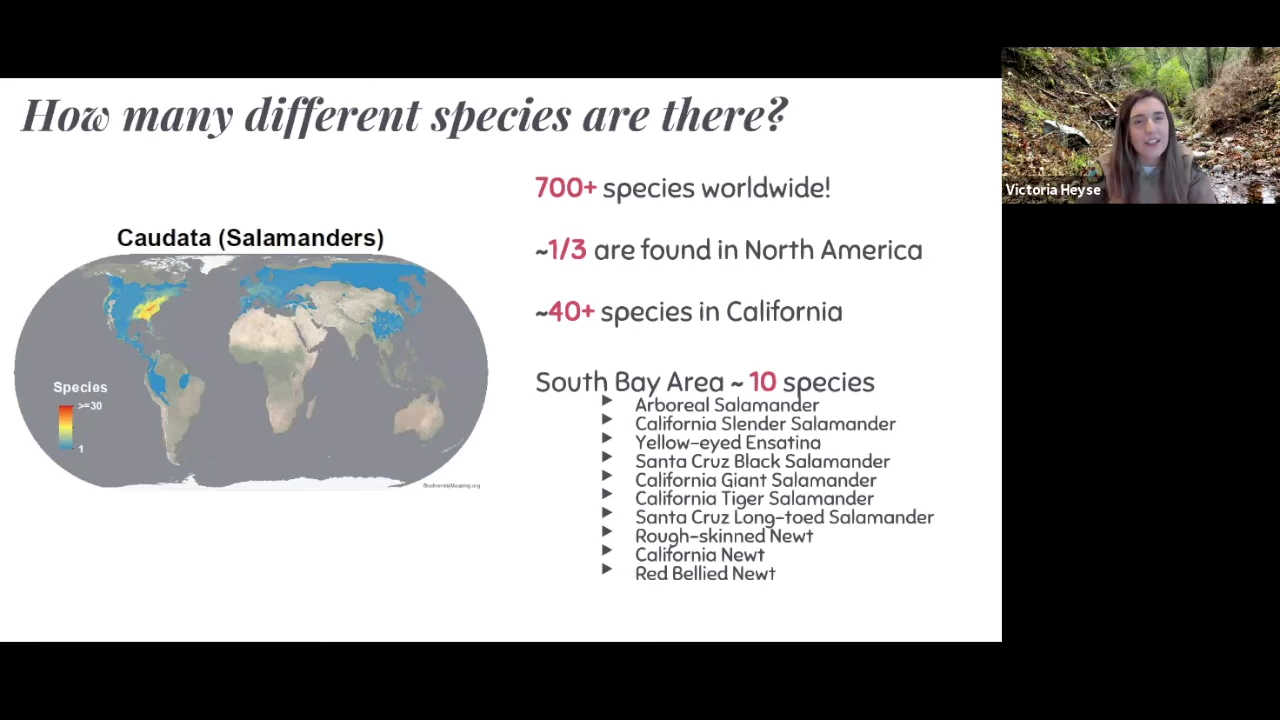 How many different species are there?
700+ species worldwide!
~1/3 are found in North America
~40+ species in California
South Bay Area ~ 10 species
Arboreal Salamander
California Slender Salamander
Yellow-eyed Ensatina
Santa Cruz Black Salamander
California Giant Salamander
California Tiger Salamander
Santa Cruz Long-toed Salamander
Rough-skinned Newt
California Newt
Red Bellied Newt
Caudata (Salamanders)
Species
>=30
1
BiodiversityMapping.org
Victoria Heyse